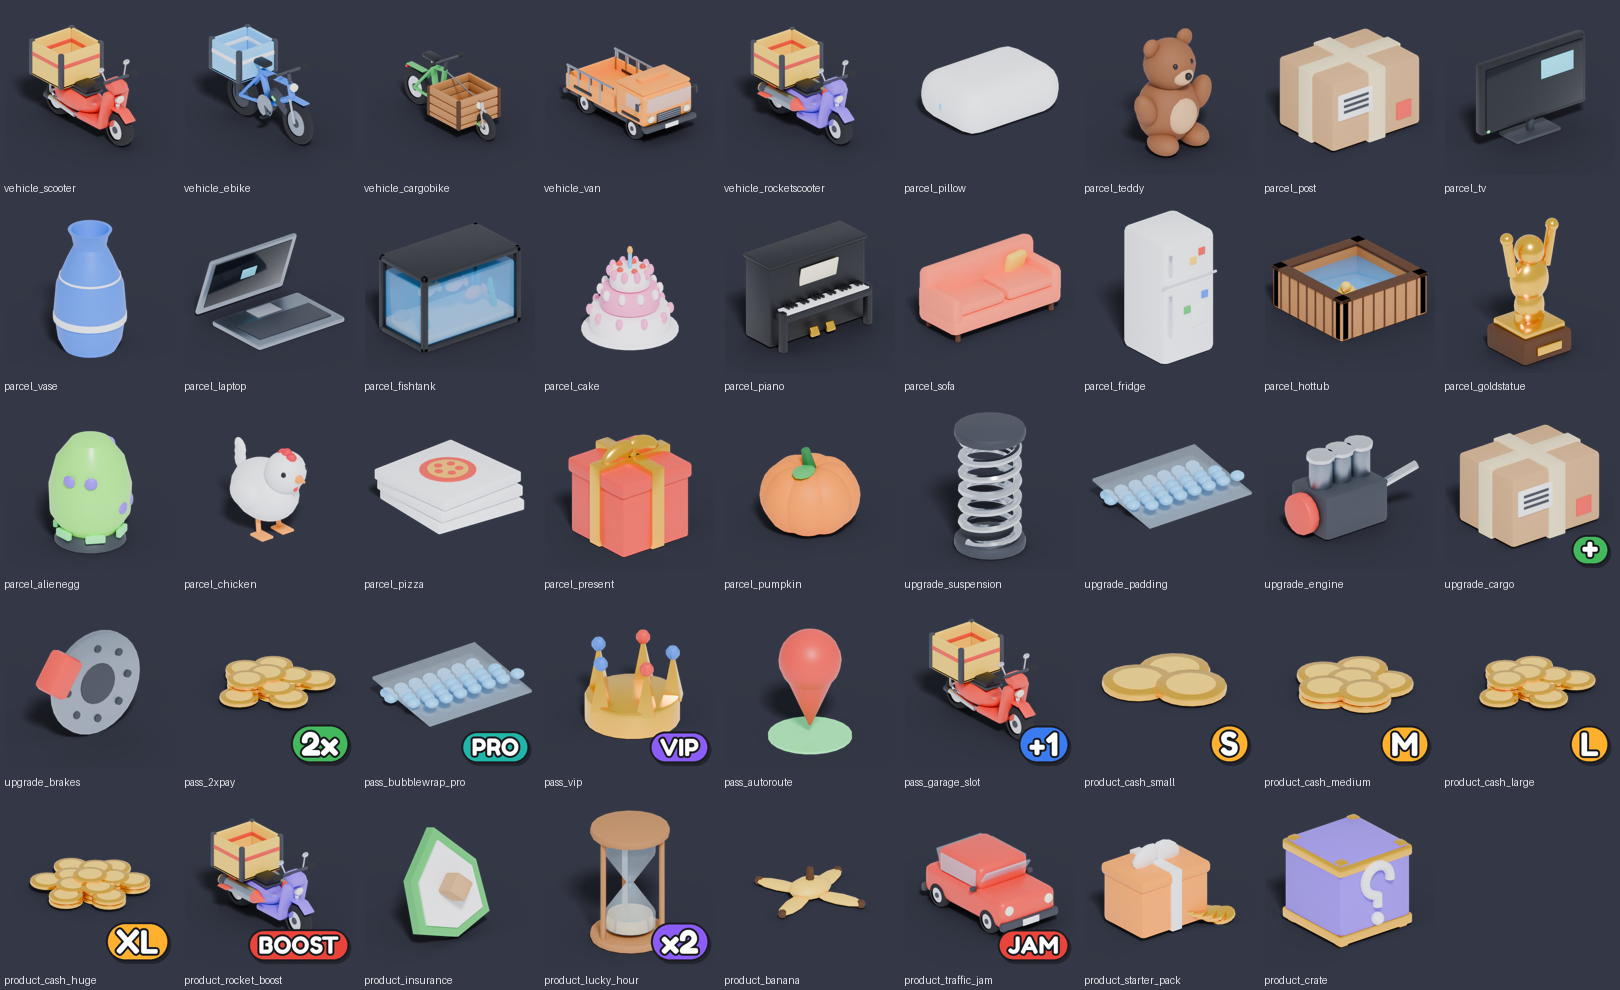 vehicle_scooter
vehicle_ebike
vehicle_cargobike
vehicle_van
vehicle_rocketscooter
parcel_pillow
parcel_teddy
parcel_post
parcel_tv
parcel_vase
parcel_laptop
parcel_fishtank
parcel_cake
parcel_piano
parcel_sofa
parcel_fridge
parcel_hottub
parcel_goldstatue
parcel_alienegg
parcel_chicken
parcel_pizza
parcel_present
parcel_pumpkin
upgrade_suspension
upgrade_padding
upgrade_engine
+
upgrade_cargo
upgrade_brakes
2x
pass_2xpay
PRO
pass_bubblewrap_pro
VIP
pass_vip
pass_autoroute
+1
pass_garage_slot
S
product_cash_small
M
product_cash_medium
L
product_cash_large
XL
product_cash_huge
BOOST
product_rocket_boost
product_insurance
x2
product_lucky_hour
product_banana
JAM
product_traffic_jam
product_starter_pack
?
product_crate